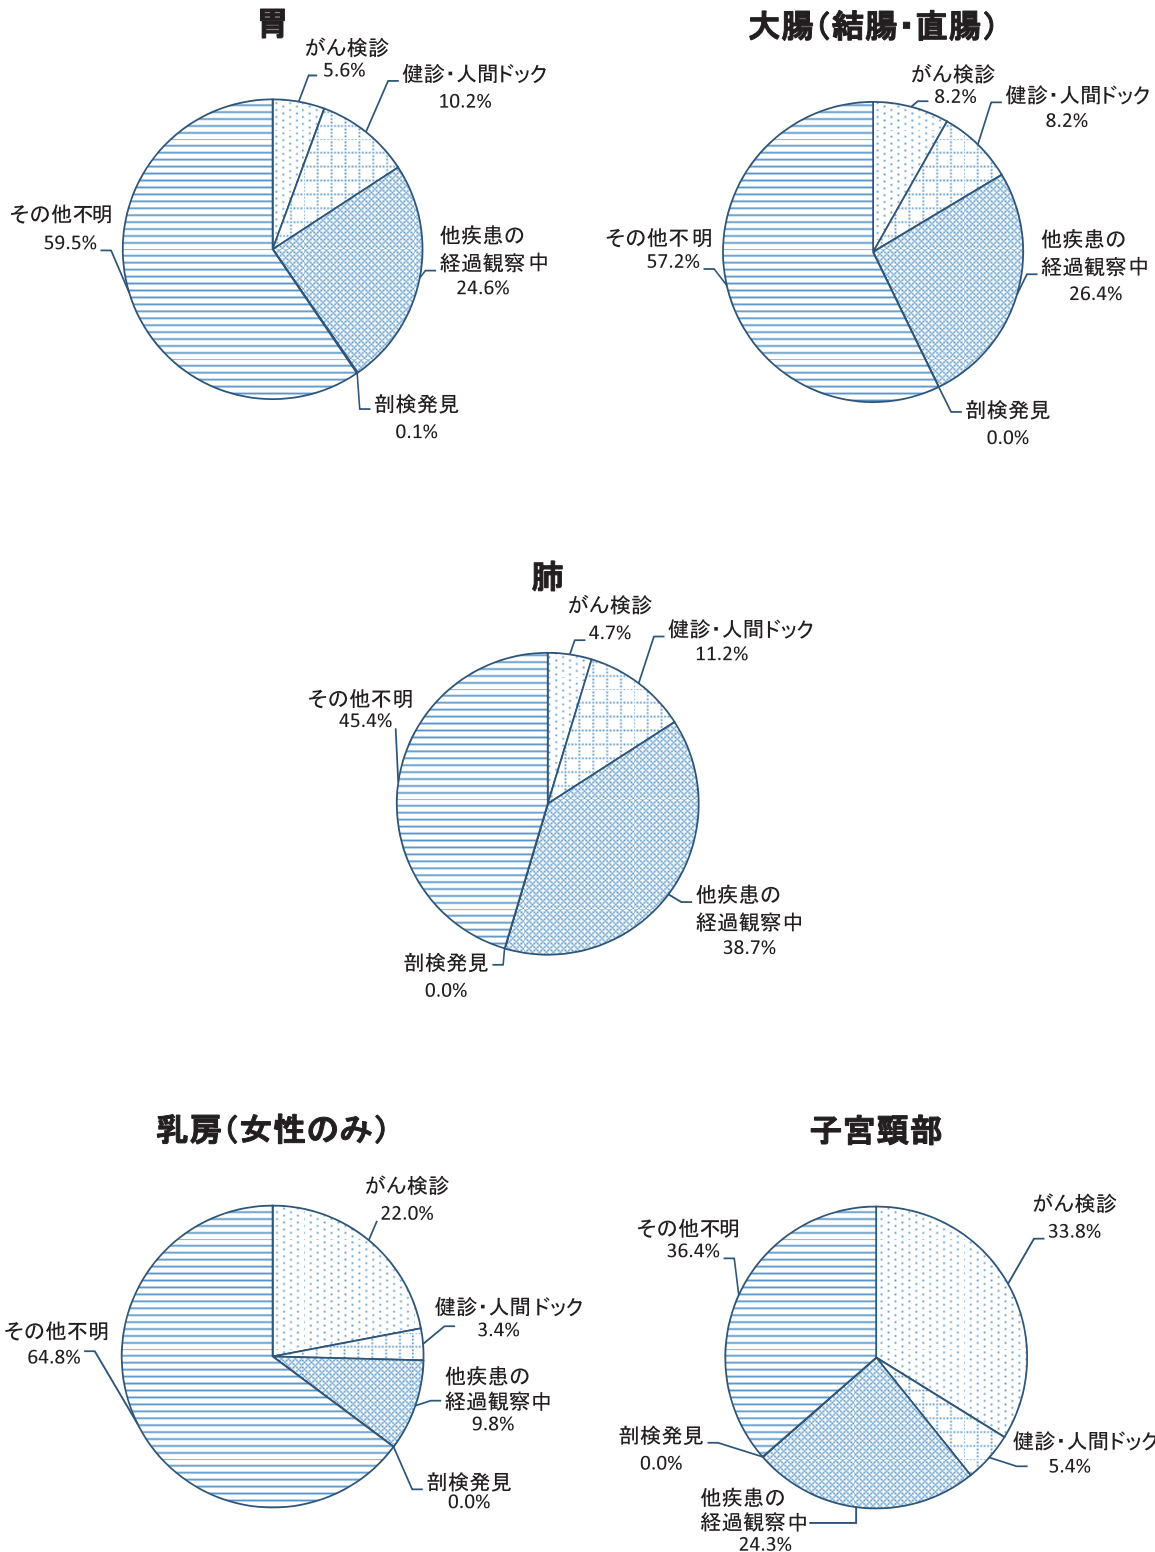 胃
がん検診
5.6%
健診・人間ドック
10.2%
他疾患の
経過観察中
24.6%
剖検発見
0.1%
その他不明
59.5%
大腸（結腸・直腸）
がん検診
8.2%
健診・人間ドック
8.2%
他疾患の
経過観察中
26.4%
剖検発見
0.0%
その他不明
57.2%
肺
がん検診
4.7%
健診・人間ドック
11.2%
他疾患の
経過観察中
38.7%
剖検発見
0.0%
その他不明
45.4%
乳房（女性のみ）
がん検診
22.0%
健診・人間ドック
3.4%
他疾患の
経過観察中
9.8%
剖検発見
0.0%
その他不明
64.8%
子宮頸部
がん検診
33.8%
健診・人間ドック
5.4%
他疾患の
経過観察中
24.3%
剖検発見
0.0%
その他不明
36.4%